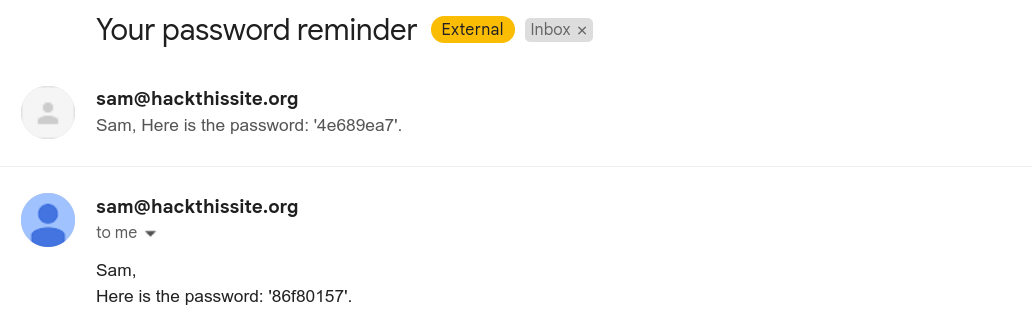 Your password reminder External Inbox ×
sam@hackthissite.org
Sam, Here is the password: '4e689ea7'.
sam@hackthissite.org
to me
Sam,
Here is the password: '86f80157'.